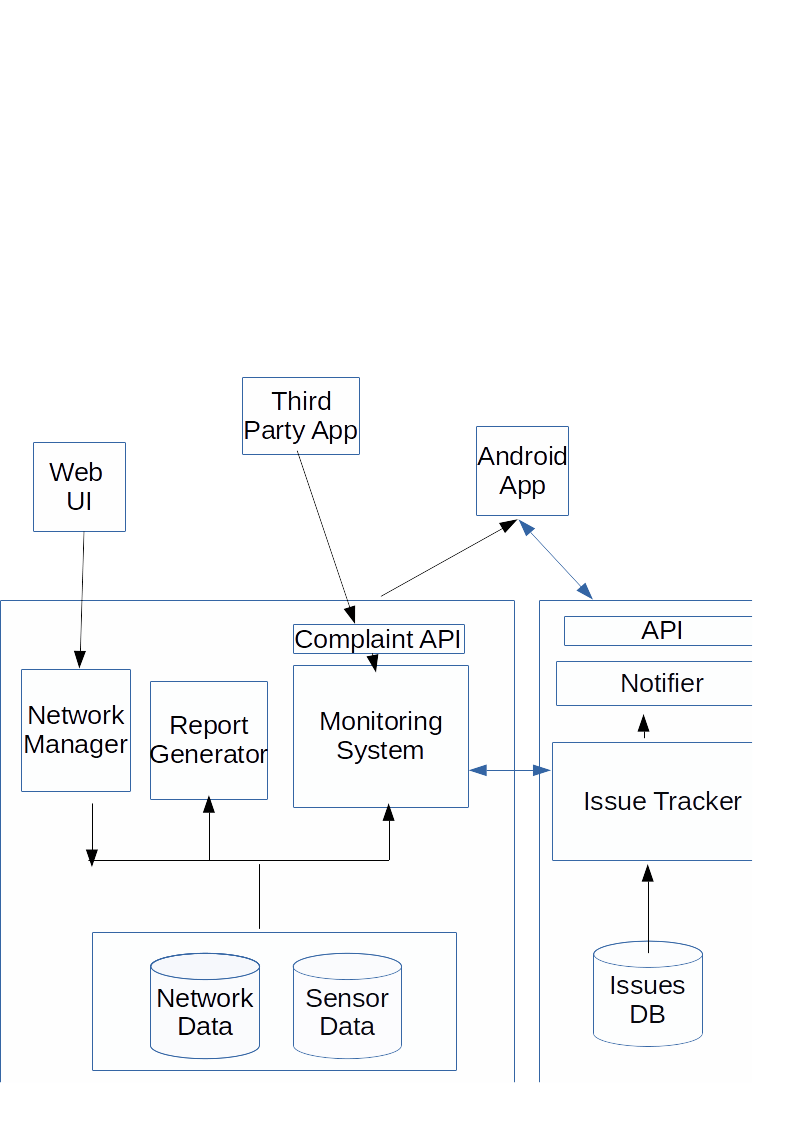 Third
Party App
Web
UI
Android
App
Complaint API
API
Network
Manager
Report
Generator
Monitoring
System
Notifier
Issue Tracker
Network
Data
Sensor
Data
Issues
DB